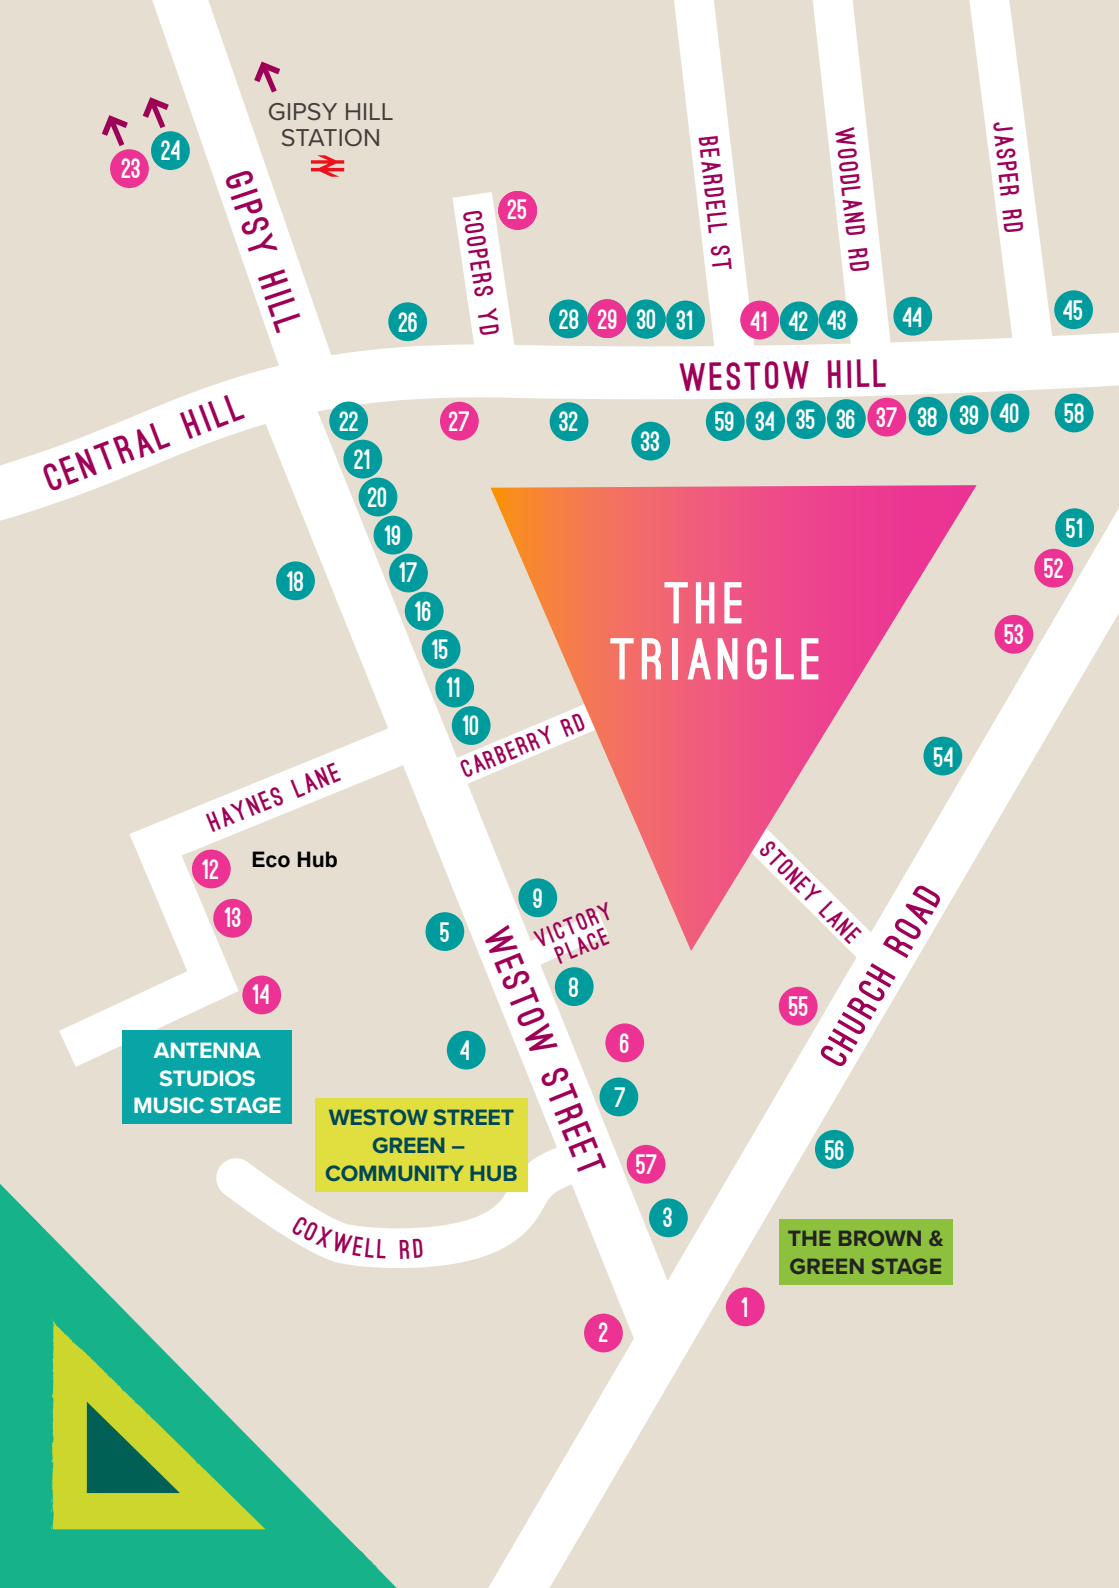 GIPSY HILL
STATION
23
24
GIPSY HILL
25
COOPERS YD
BEARDELL ST
WOODLAND RD
JASPER RD
26
28
29
30
31
41
42
43
44
45
WESTOW HILL
CENTRAL HILL
22
27
32
33
59
34
35
36
37
38
39
40
58
21
20
19
17
16
15
11
10
18
51
52
53
54
THE
TRIANGLE
CARBERRY RD
HAYNES LANE
12
Eco Hub
13
14
STONEY LANE
CHURCH ROAD
9
5
VICTORY
PLACE
8
WESTOW STREET
4
6
7
55
ANTENNA
STUDIOS
MUSIC STAGE
WESTOW STREET
GREEN –
COMMUNITY HUB
57
56
3
COXWELL RD
THE BROWN &
GREEN STAGE
1
2